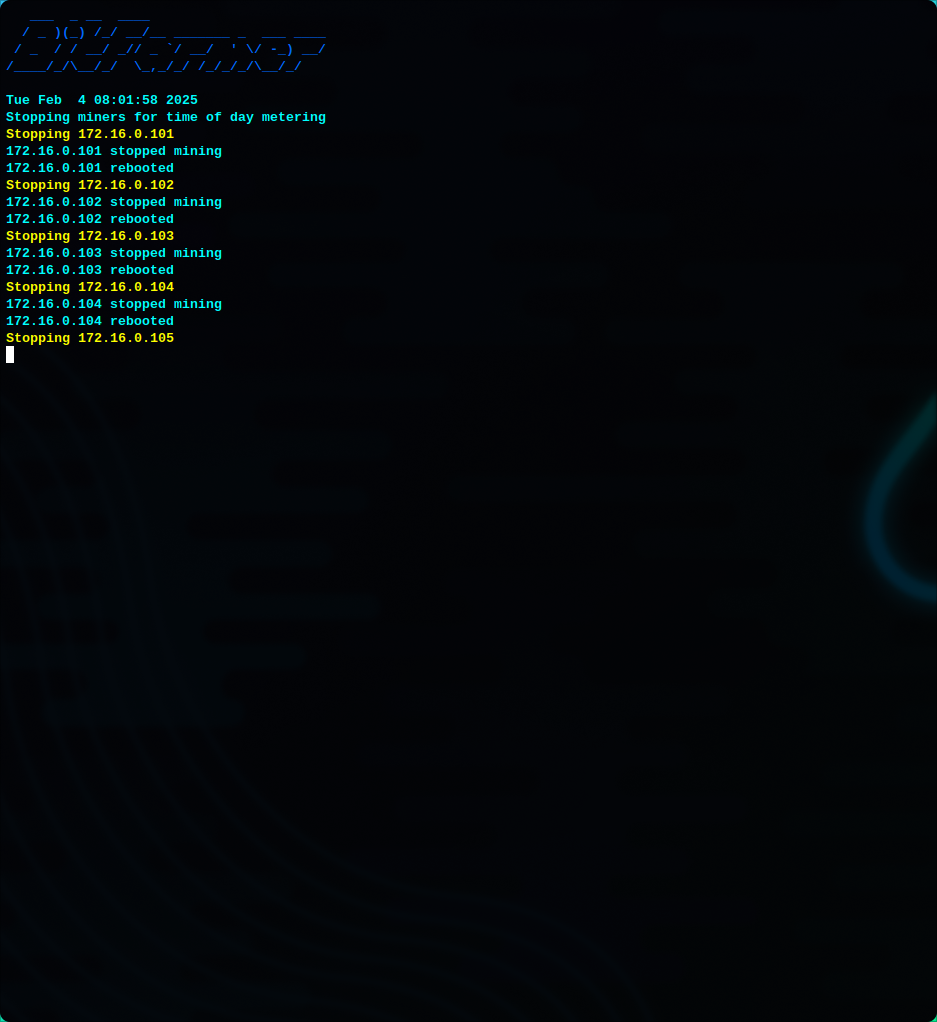 BitFarmer
Tue Feb  4 08:01:58 2025
Stopping miners for time of day metering
Stopping 172.16.0.101
172.16.0.101 stopped mining
172.16.0.101 rebooted
Stopping 172.16.0.102
172.16.0.102 stopped mining
172.16.0.102 rebooted
Stopping 172.16.0.103
172.16.0.103 stopped mining
172.16.0.103 rebooted
Stopping 172.16.0.104
172.16.0.104 stopped mining
172.16.0.104 rebooted
Stopping 172.16.0.105